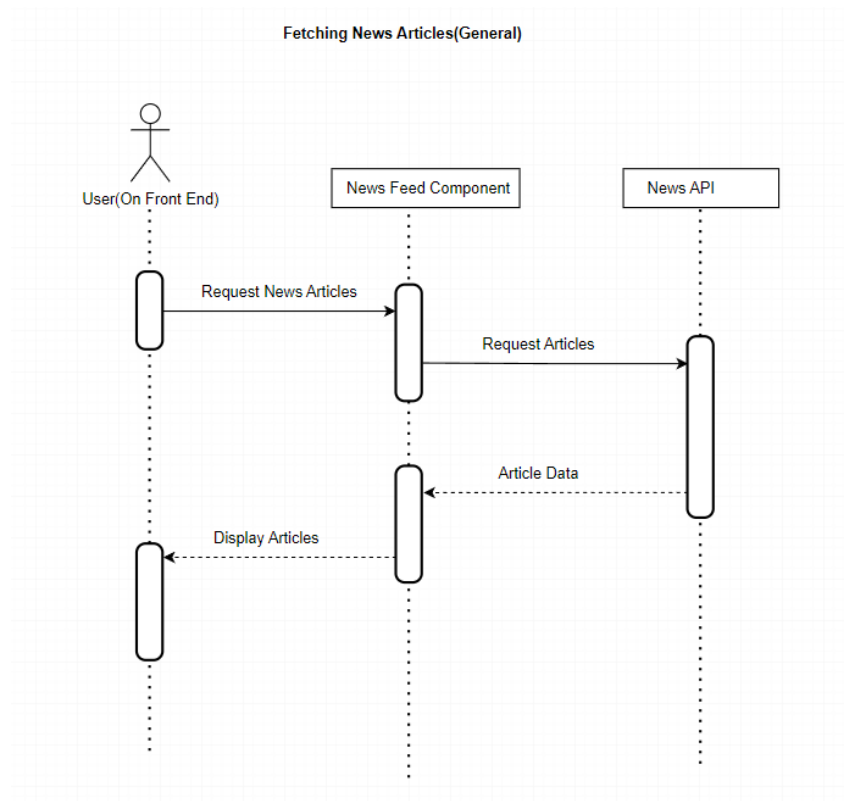 Fetching News Articles(General)
User(On Front End)
News Feed Component
News API
Request News Articles
Request Articles
Article Data
Display Articles